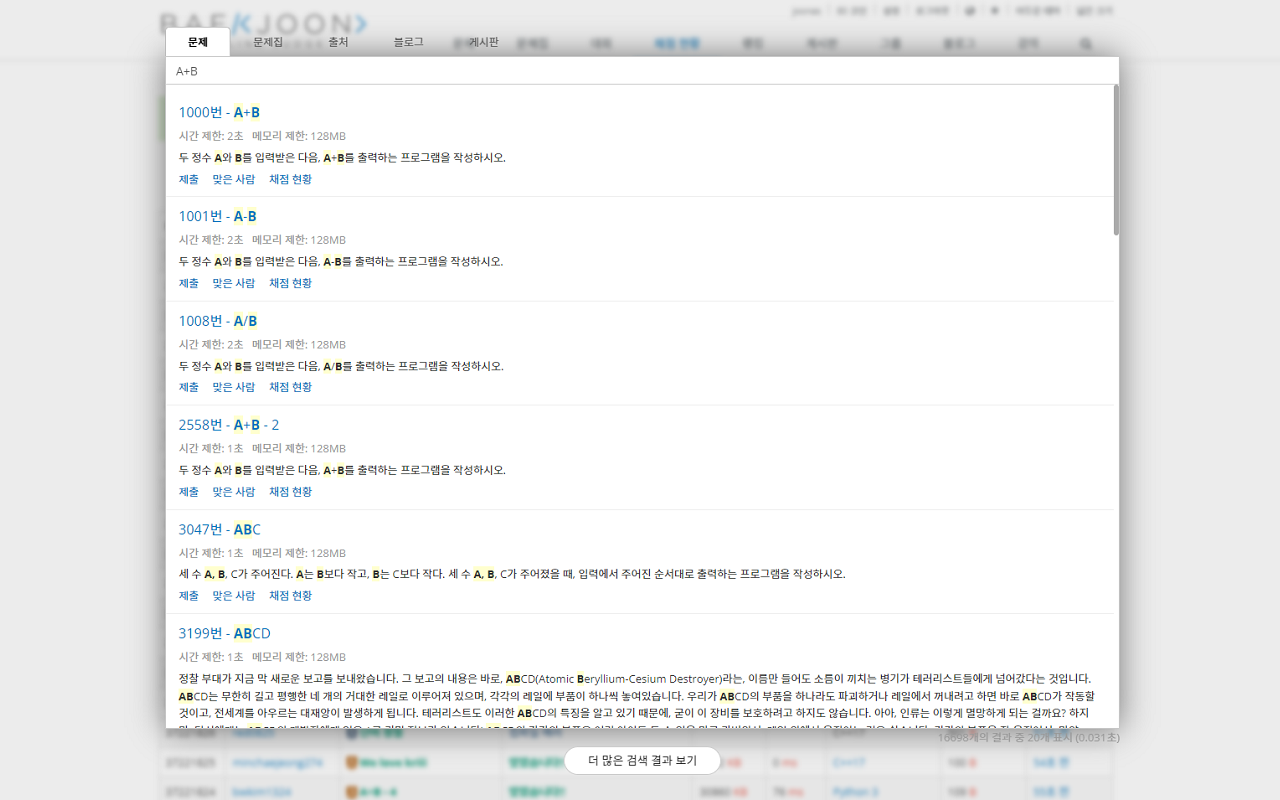 BAEKJOON>
문제 문제집 출처 블로그 게시판
A+B
1000번 - A+B
시간 제한: 2초 메모리 제한: 128MB
두 정수 A와 B를 입력받은 다음, A+B를 출력하는 프로그램을 작성하시오.
제출 맞은 사람 채점 현황
1001번 - A-B
시간 제한: 2초 메모리 제한: 128MB
두 정수 A와 B를 입력받은 다음, A-B를 출력하는 프로그램을 작성하시오.
제출 맞은 사람 채점 현황
1008번 - A/B
시간 제한: 2초 메모리 제한: 128MB
두 정수 A와 B를 입력받은 다음, A/B를 출력하는 프로그램을 작성하시오.
제출 맞은 사람 채점 현황
2558번 - A+B - 2
시간 제한: 1초 메모리 제한: 128MB
두 정수 A와 B를 입력받은 다음, A+B를 출력하는 프로그램을 작성하시오.
제출 맞은 사람 채점 현황
3047번 - ABC
시간 제한: 1초 메모리 제한: 128MB
세 수 A, B, C가 주어진다. A는 B보다 작고, B는 C보다 작다. 세 수 A, B, C가 주어졌을 때, 입력에서 주어진 순서대로 출력하는 프로그램을 작성하시오.
제출 맞은 사람 채점 현황
3199번 - ABCD
시간 제한: 1초 메모리 제한: 128MB
정찰 부대가 지금 막 새로운 보고를 보내왔습니다. 그 보고의 내용은 바로, ABCD(Atomic Beryllium-Cesium Destroyer)라는, 이름만 들어도 소름이 끼치는 병기가 테러리스트들에게 넘어갔다는 것입니다.
ABCD는 무한히 길고 평행한 네 개의 거대한 레일로 이루어져 있으며, 각각의 레일에 부품이 하나씩 놓여있습니다. 우리가 ABCD의 부품을 하나라도 파괴하거나 레일에서 꺼내려고 하면 바로 ABCD가 작동할
것이고, 전세계를 아우르는 대재앙이 발생하게 됩니다. 테러리스트도 이러한 ABCD의 특징을 알고 있기 때문에, 굳이 이 장비를 보호하려고 하지도 않습니다. 아아, 인류는 이렇게 멸망하게 되는 걸까요? 하지
16698개의 결과 중 20개 표시 (0.031초)
더 많은 검색 결과 보기